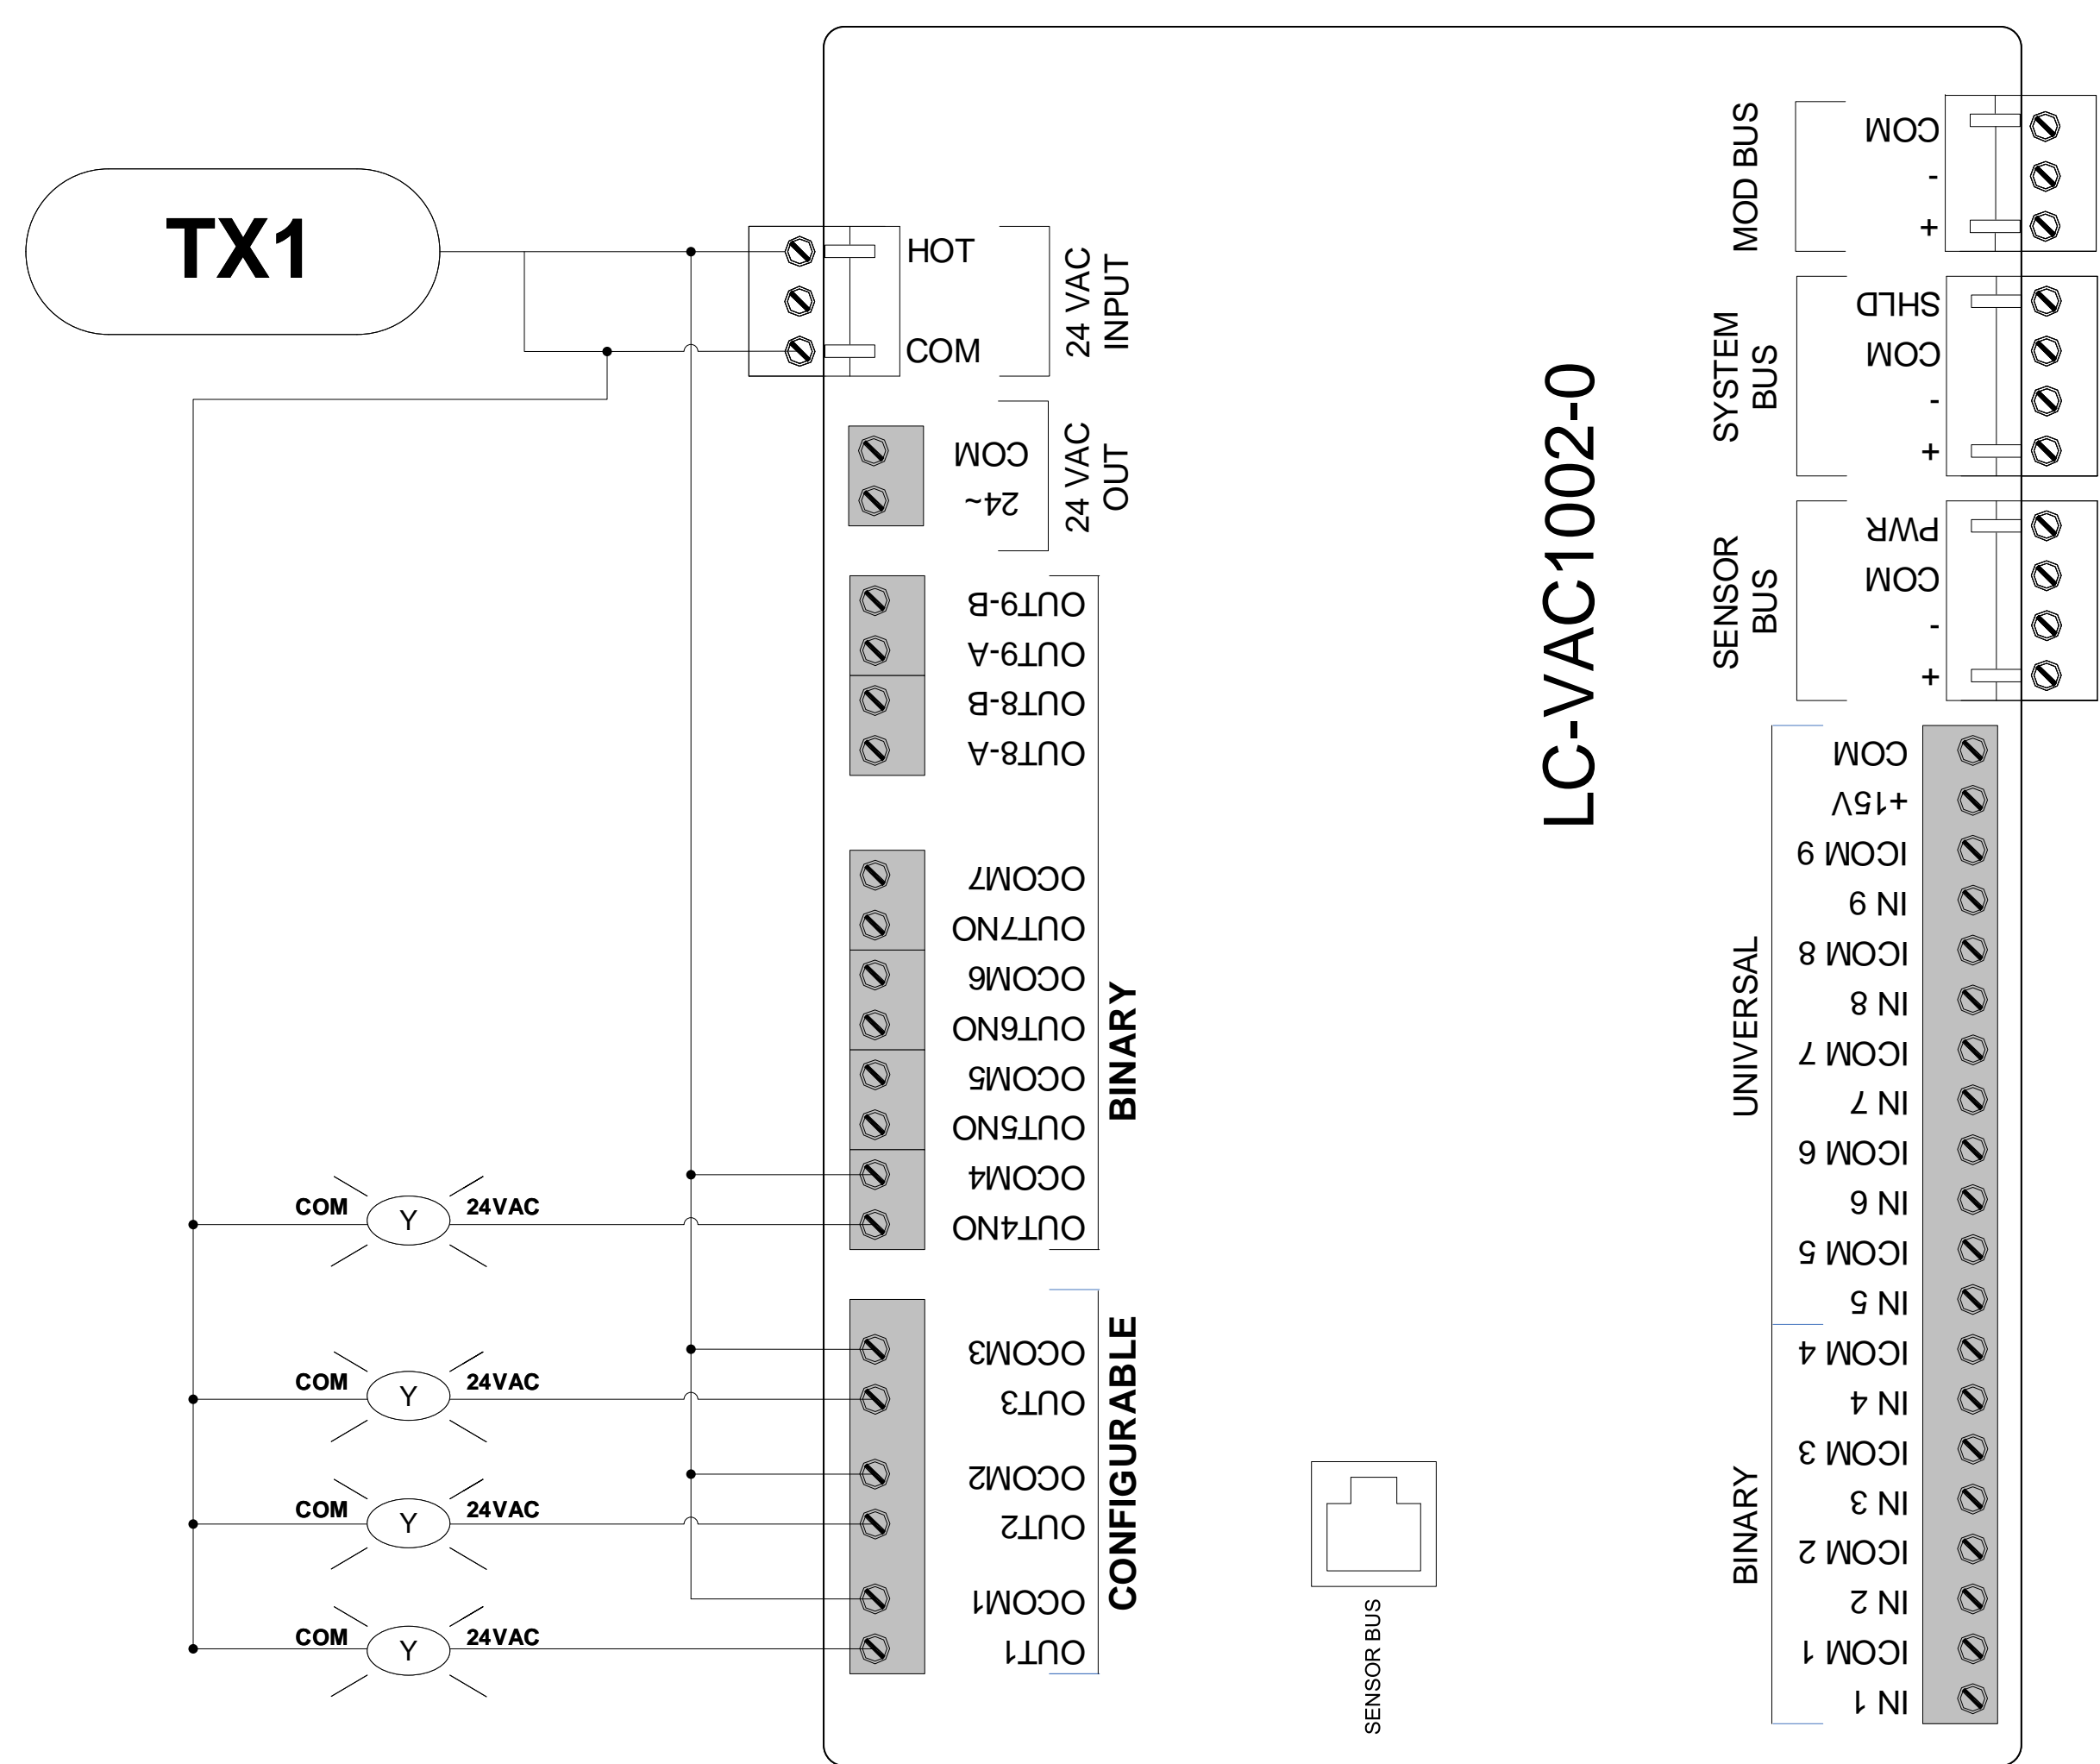 TX1
HOT
COM
24 VAC
INPUT
COM
24~
24 VAC
OUT
OUT9-B
OUT9-A
OUT8-B
OUT8-A
OCOM7
OUT7NO
OCOM6
OUT6NO
OCOM5
OUT5NO
OCOM4
OUT4NO
BINARY
COM Y 24VAC
OCOM3
OUT3
COM Y 24VAC
OCOM2
OUT2
COM Y 24VAC
OCOM1
OUT1
COM Y 24VAC
CONFIGURABLE
LC-VAC1002-0
SENSOR BUS
MOD BUS
COM
-
+
SYSTEM
BUS
SHLD
COM
-
+
SENSOR
BUS
PWR
COM
-
+
UNIVERSAL
COM
+15V
ICOM 9
IN 9
ICOM 8
IN 8
ICOM 7
IN 7
ICOM 6
IN 6
ICOM 5
IN 5
BINARY
ICOM 4
IN 4
ICOM 3
IN 3
ICOM 2
IN 2
ICOM 1
IN 1